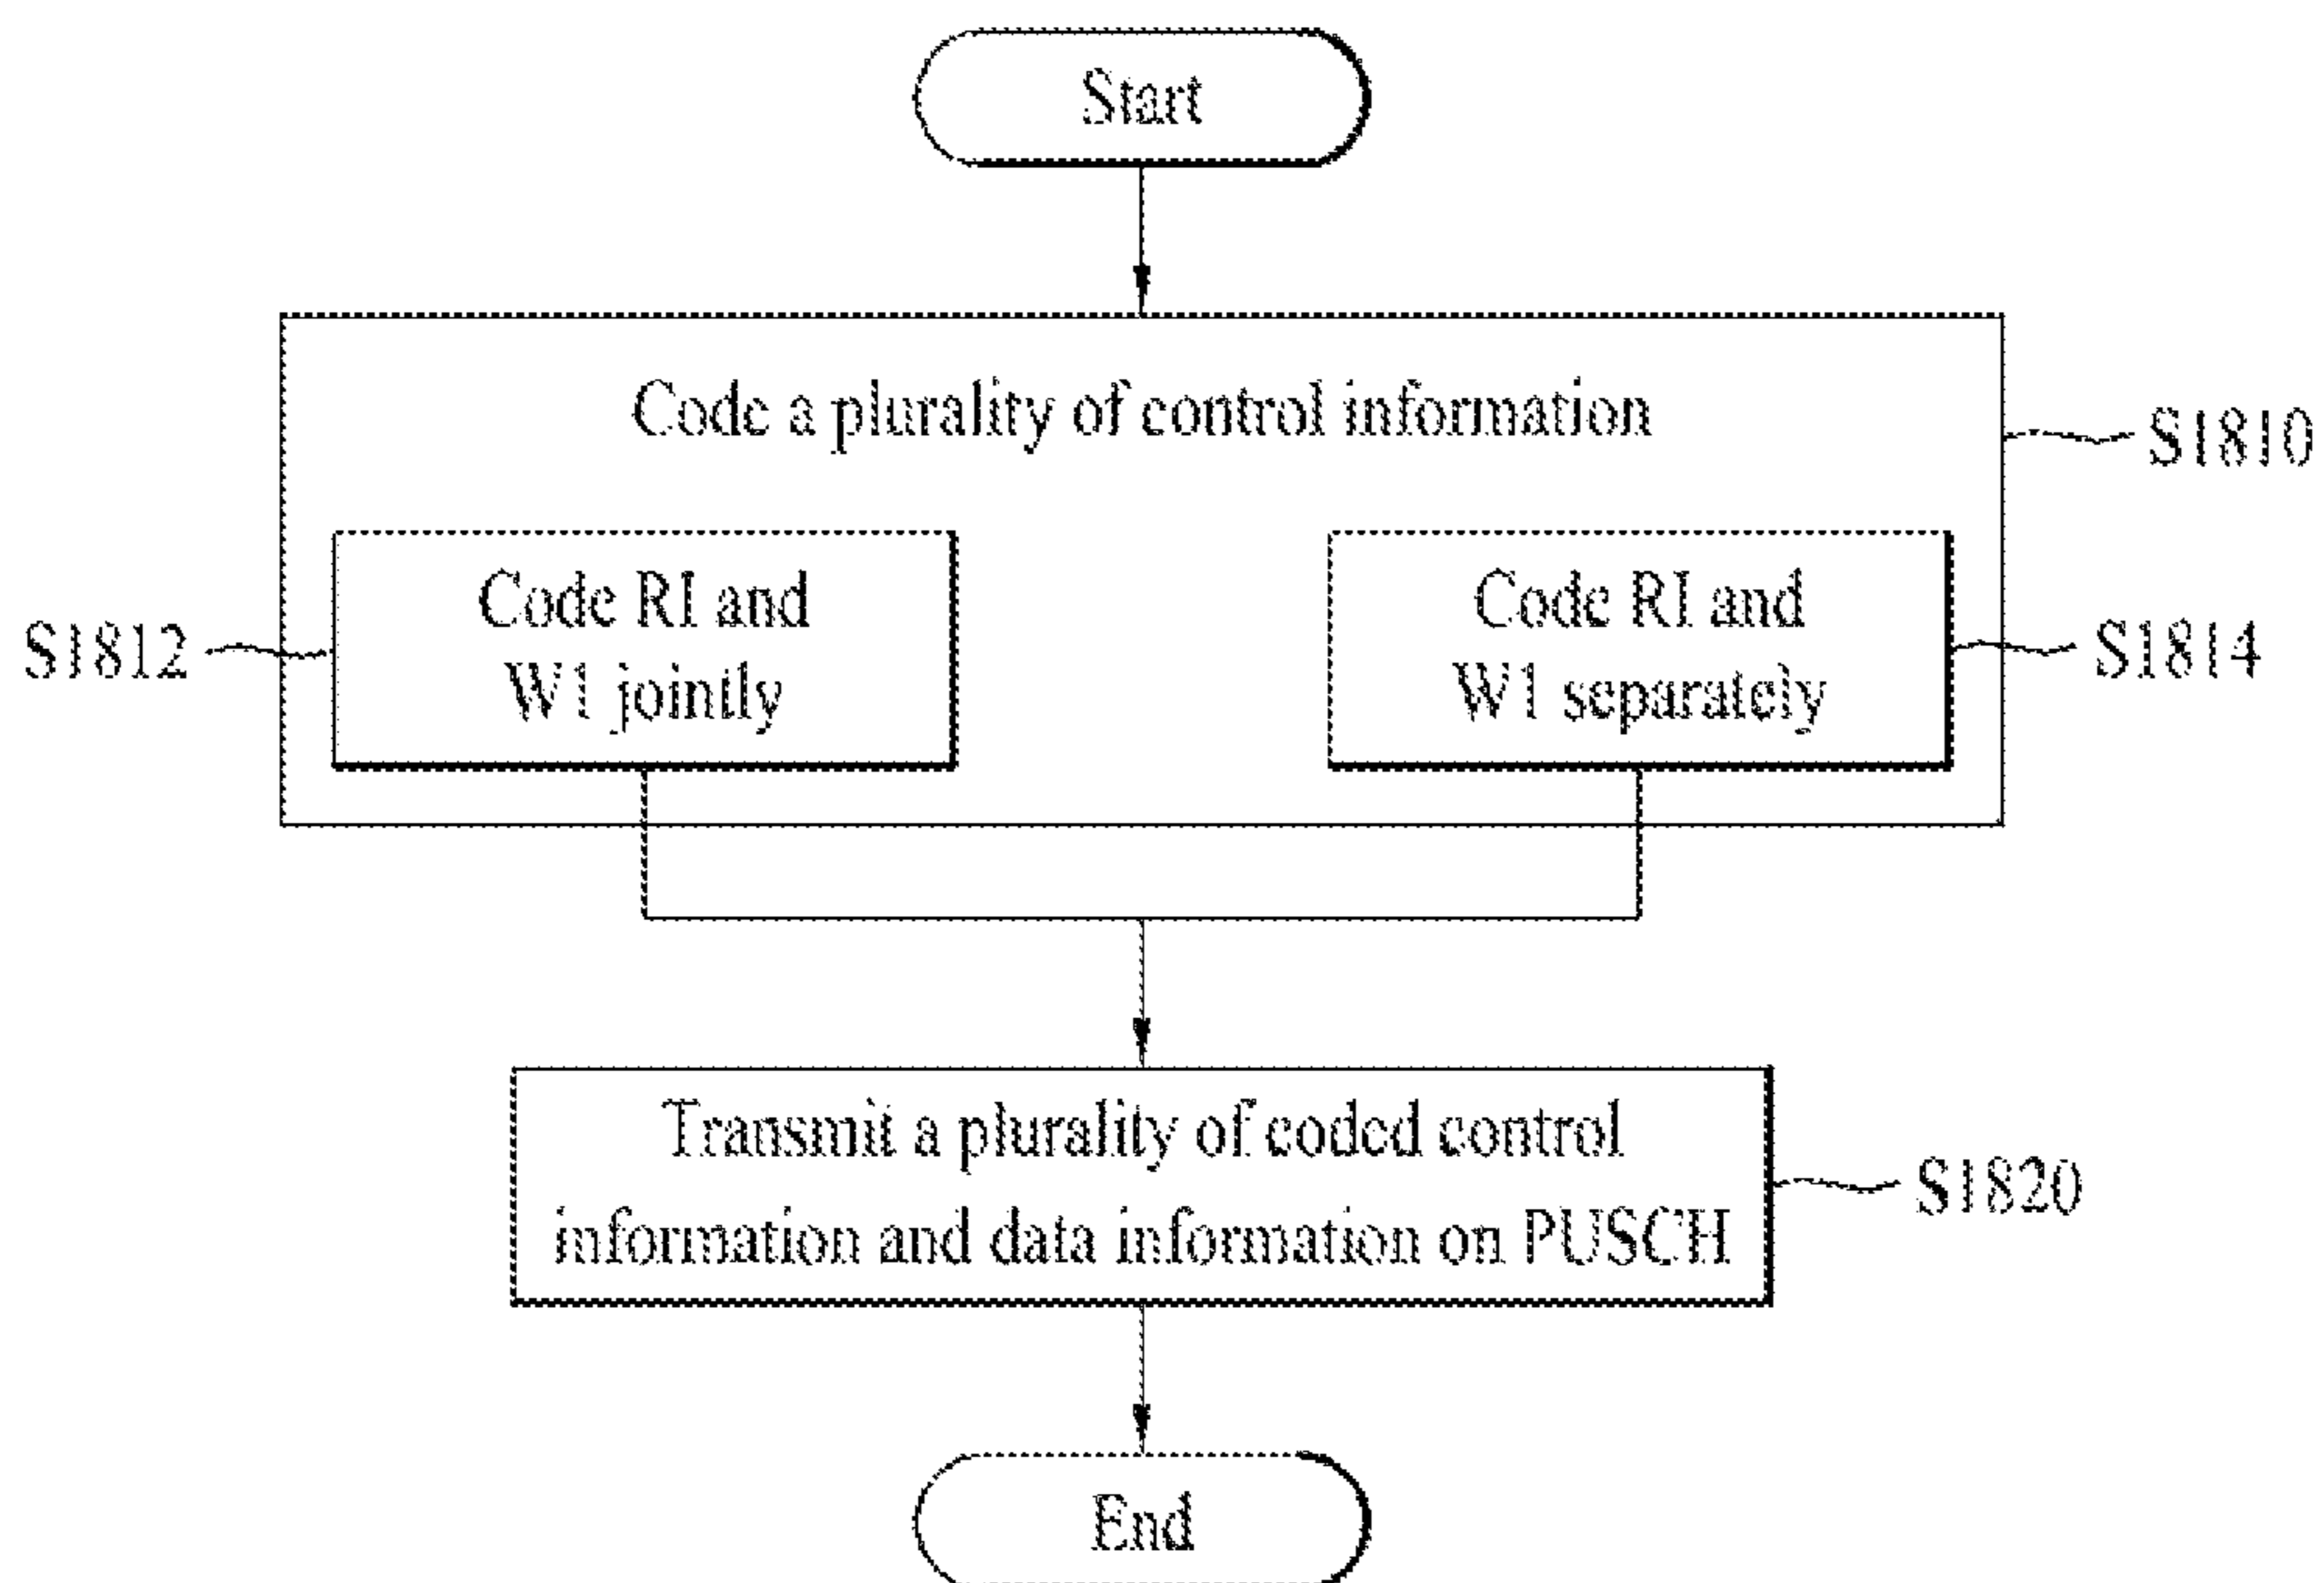 Start
Code a plurality of control information
S1810
Code RI and
W1 jointly
S1812
Code RI and
W1 separately
S1814
Transmit a plurality of coded control
information and data information on PUSCH
S1820
End